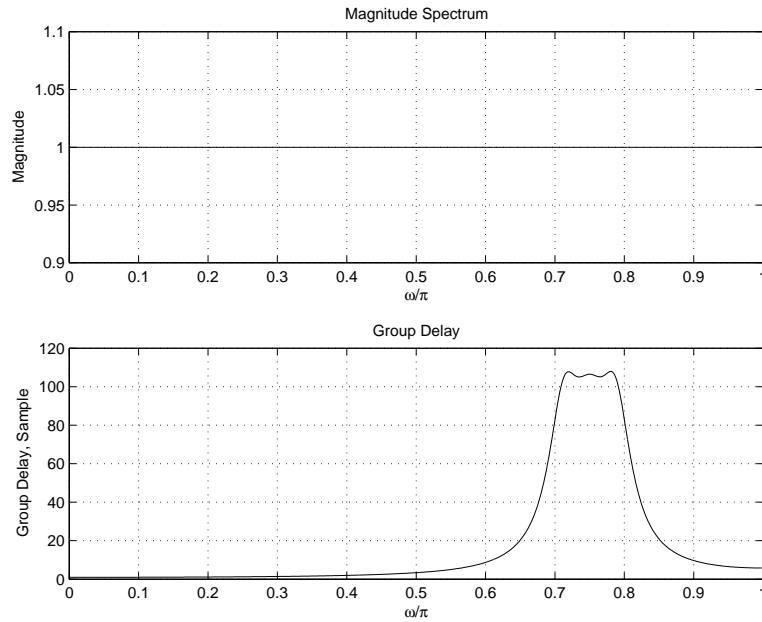 Magnitude Spectrum
1.1
1.05
1
0.95
0.9
Magnitude
0 0.1 0.2 0.3 0.4 0.5 0.6 0.7 0.8 0.9 1
ω/π
Group Delay
120
100
80
60
40
20
0
Group Delay, Sample
0 0.1 0.2 0.3 0.4 0.5 0.6 0.7 0.8 0.9 1
ω/π